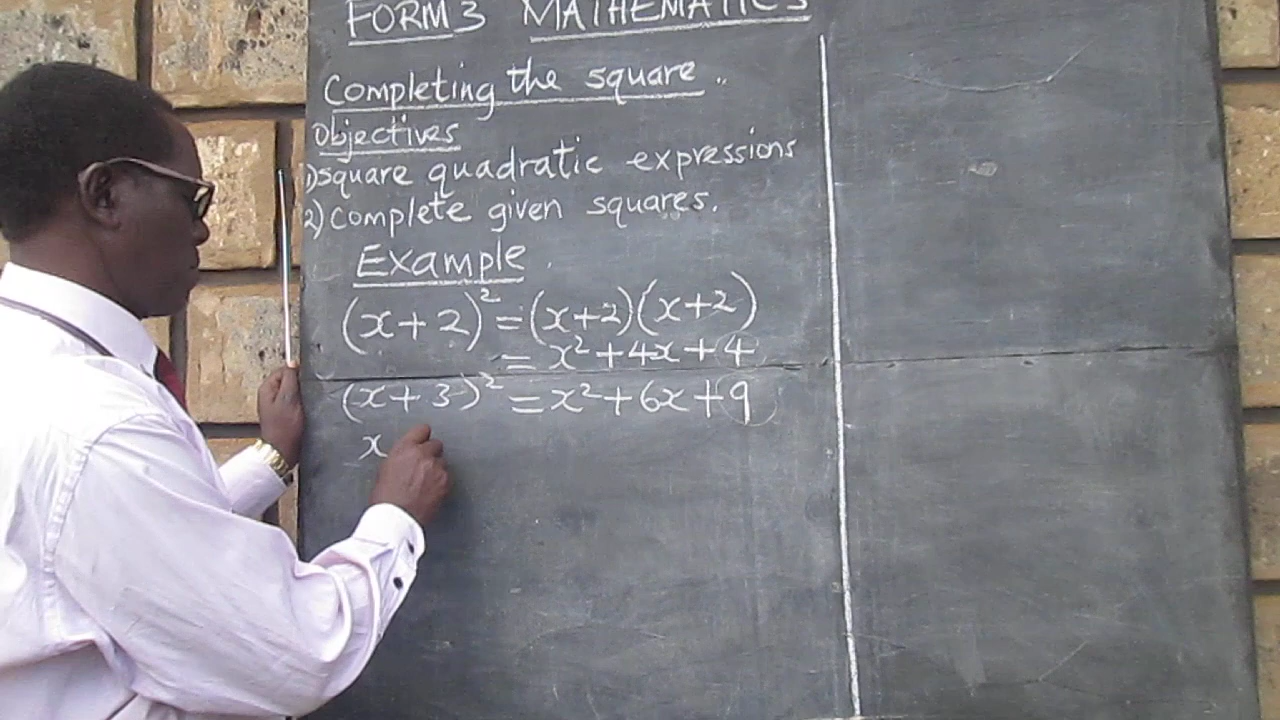 FORM 3 MATHEMATICS
Completing the square..
Objectives
1) square quadratic expressions
2) complete given squares.
Example.
(x+2)²=(x+2)(x+2)
= x²+4x+4
(x+3)²=x²+6x+9
x